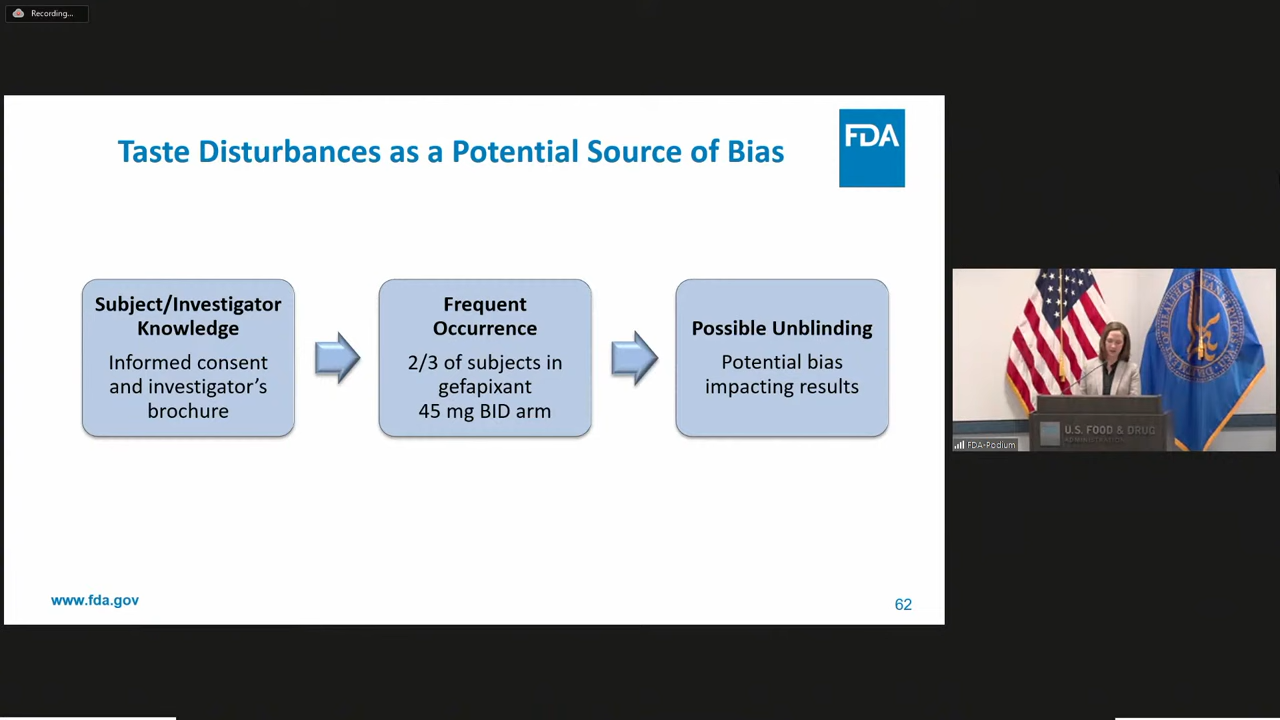 Recording...
Taste Disturbances as a Potential Source of Bias
FDA
Subject/Investigator
Knowledge
Informed consent
and investigator's
brochure
Frequent
Occurrence
2/3 of subjects in
gefapixant
45 mg BID arm
Possible Unblinding
Potential bias
impacting results
www.fda.gov
62
U.S. FOOD & DRUG
ADMINISTRATION
FDA-Podium